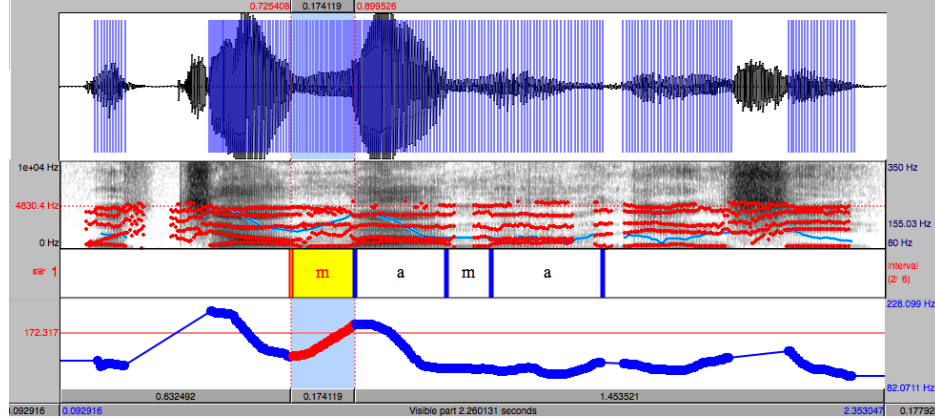 0.725408 0.174119 0.899526
1e+04 Hz 350 Hz
4830.4 Hz 155.03 Hz
0 Hz 80 Hz
☞ 1 m a m a interval
(2/ 6)
228.099 Hz
172.317
82.0711 Hz
0.632492 0.174119 1.453521
0.092916 0.092916 Visible part 2.260131 seconds 2.353047 0.177928